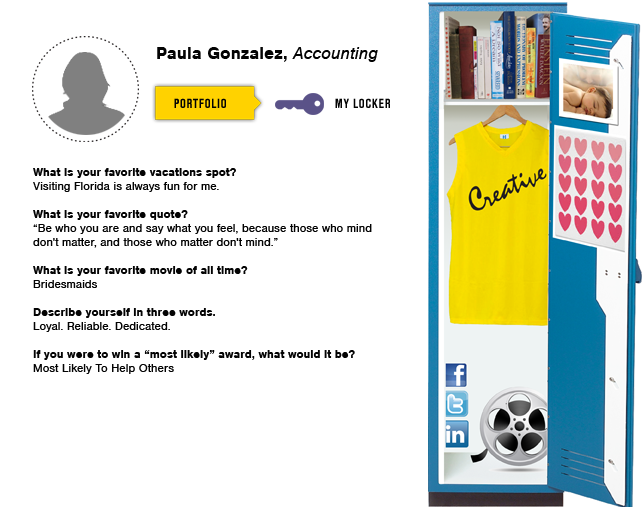 Paula Gonzalez, Accounting
PORTFOLIO
MY LOCKER
What is your favorite vacations spot?
Visiting Florida is always fun for me.
What is your favorite quote?
“Be who you are and say what you feel, because those who mind
don't matter, and those who matter don't mind.”
What is your favorite movie of all time?
Bridesmaids
Describe yourself in three words.
Loyal. Reliable. Dedicated.
If you were to win a “most likely” award, what would it be?
Most Likely To Help Others
Creative
f
t
in